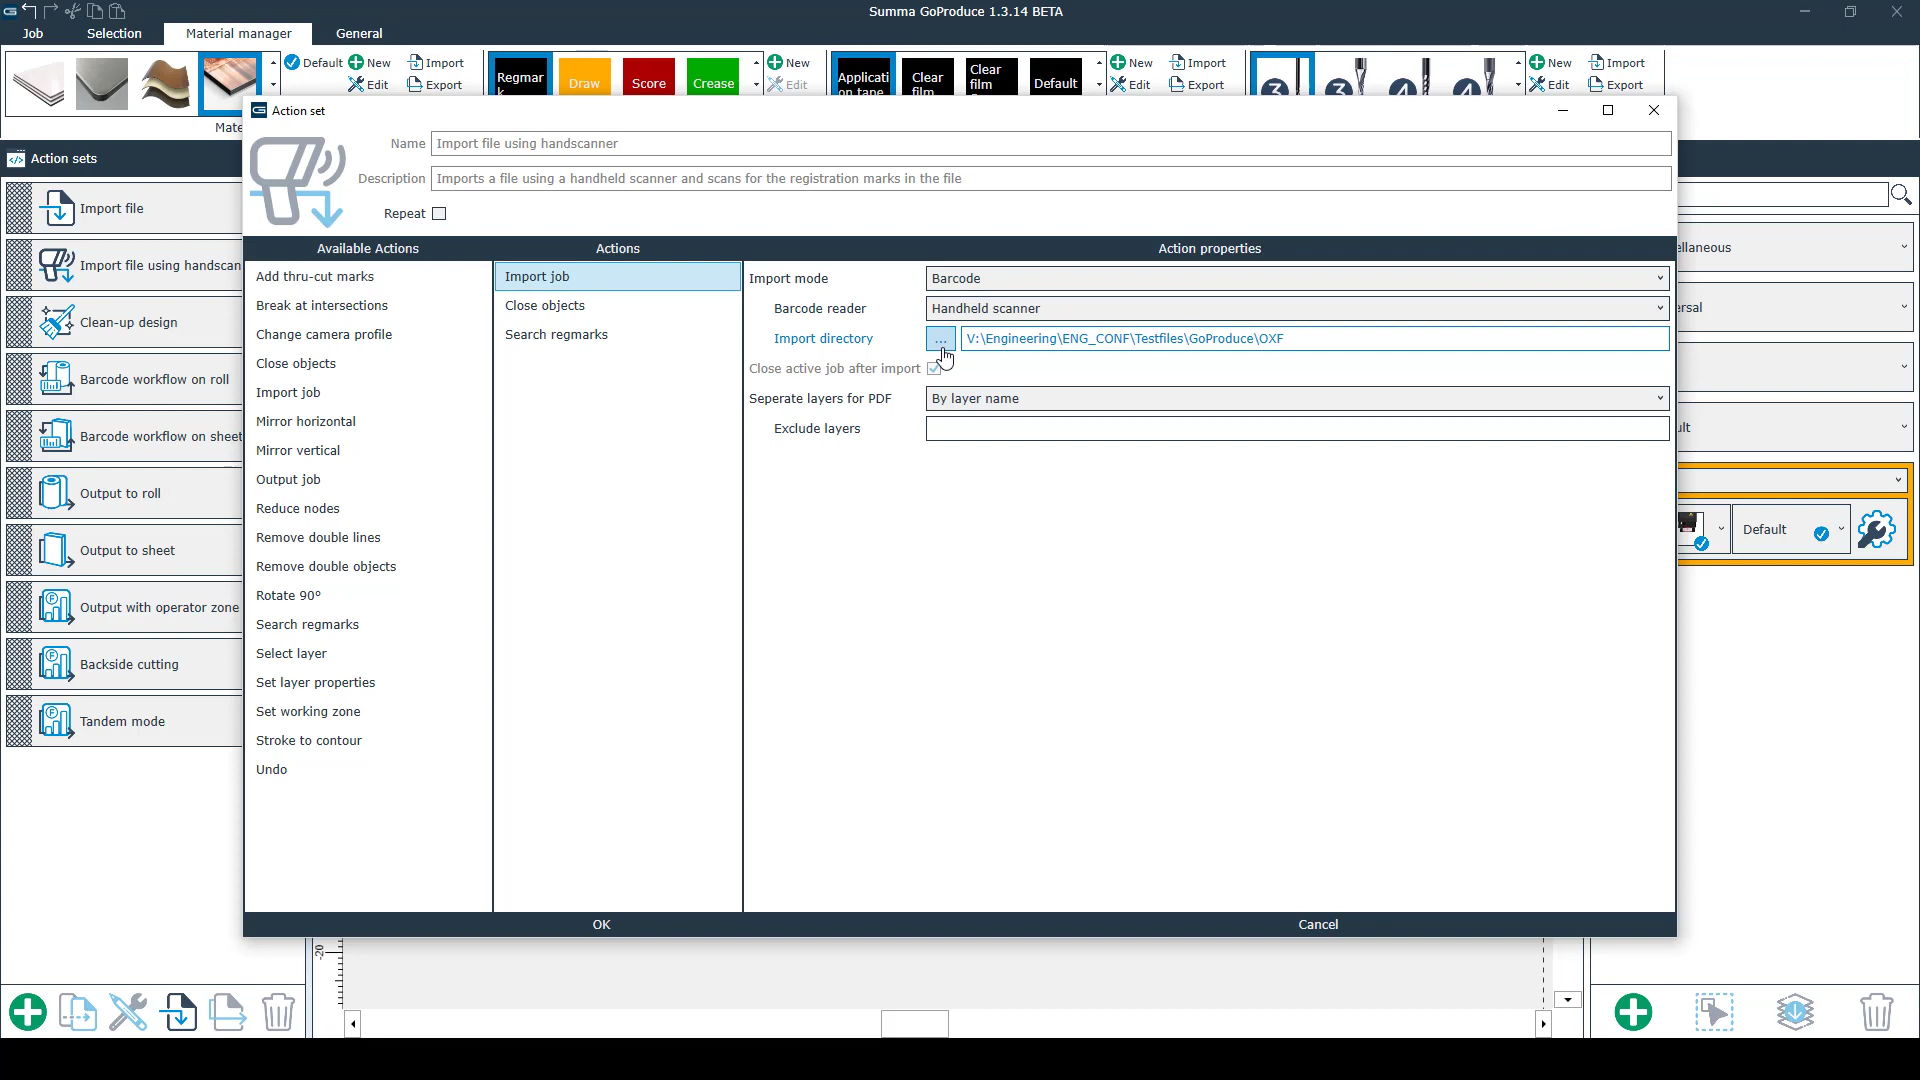 Summa GoProduce 1.3.14 BETA
Job
Selection
Material manager
General
Default
New
Import
Edit
Export
Regmar
k
Draw
Score
Crease
New
Edit
Applicati
on tape
Clear
film
Clear
film
Default
New
Import
Edit
Export
3
3
4
4
New
Import
Edit
Export
Mate
Action sets
Import file
Import file using handscan
Clean-up design
Barcode workflow on roll
Barcode workflow on sheet
Output to roll
Output to sheet
Output with operator zone
Backside cutting
Tandem mode
Action set
Name
Import file using handscanner
Description
Imports a file using a handheld scanner and scans for the registration marks in the file
Repeat
Available Actions
Actions
Action properties
Add thru-cut marks
Break at intersections
Change camera profile
Close objects
Import job
Mirror horizontal
Mirror vertical
Output job
Reduce nodes
Remove double lines
Remove double objects
Rotate 90°
Search regmarks
Select layer
Set layer properties
Set working zone
Stroke to contour
Undo
Import job
Close objects
Search regmarks
Import mode
Barcode
Barcode reader
Handheld scanner
Import directory
...
V:\Engineering\ENG_CONF\Testfiles\GoProduce\OXF
Close active job after import
Seperate layers for PDF
By layer name
Exclude layers
OK
Cancel
ellaneous
ersal
ult
Default
-20